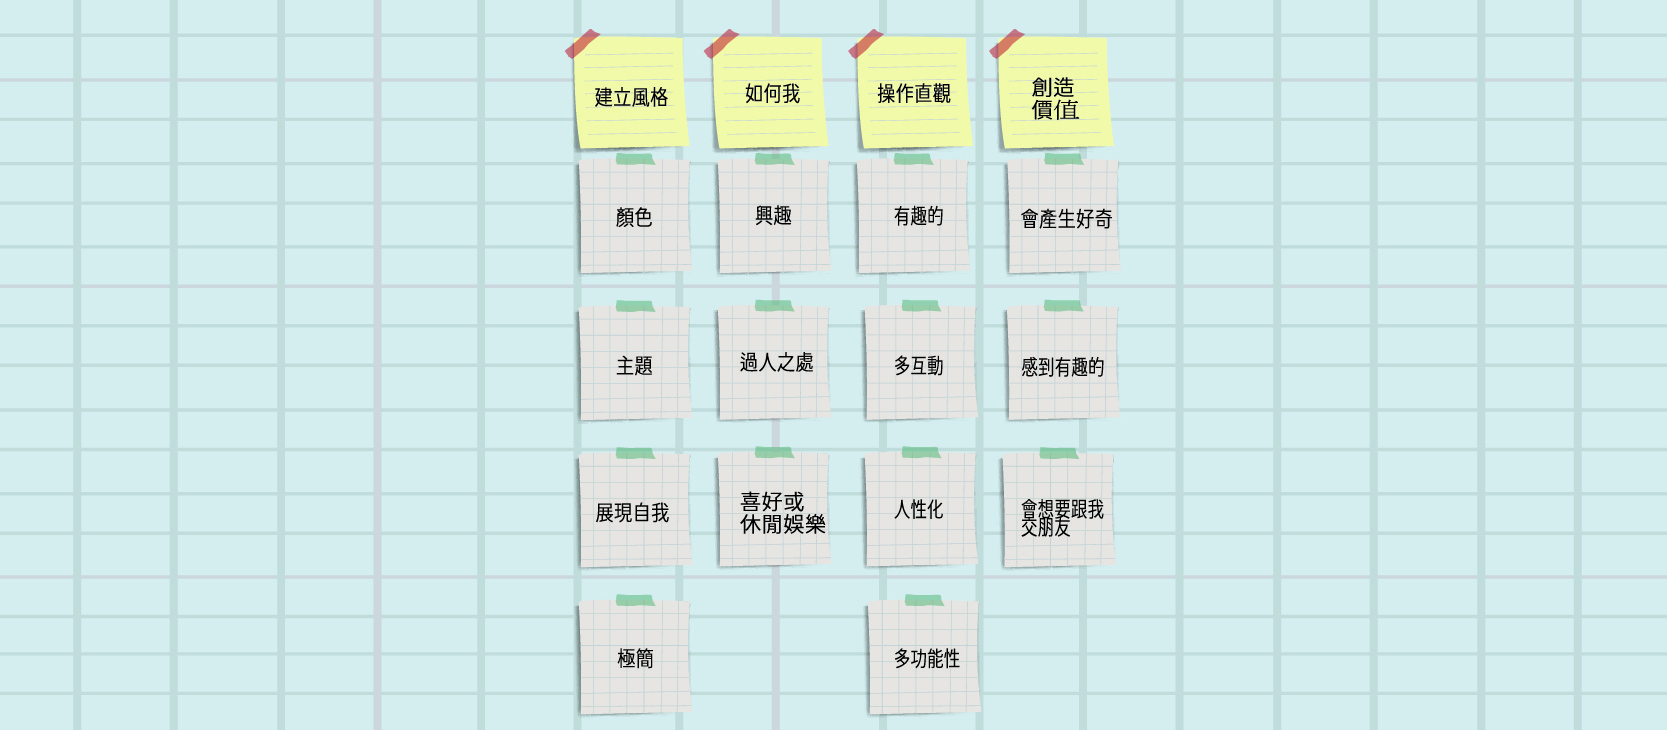 建立風格
如何我
操作直觀
創造
價值
顏色
興趣
有趣的
會產生好奇
主題
過人之處
多互動
感到有趣的
展現自我
喜好或
休閒娛樂
人性化
會想要跟我
交朋友
極簡
多功能性